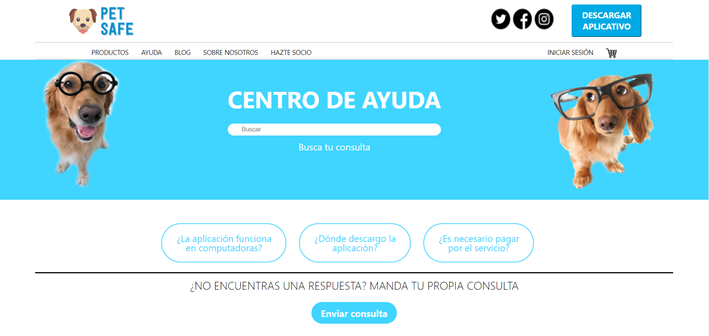 PET
SAFE
DESCARGAR
APLICATIVO
PRODUCTOS AYUDA BLOG SOBRE NOSOTROS HAZTE SOCIO INICIAR SESIÓN
CENTRO DE AYUDA
Buscar
Busca tu consulta
¿La aplicación funciona
en computadoras?
¿Dónde descargo la
aplicación?
¿Es necesario pagar
por el servicio?
¿NO ENCUENTRAS UNA RESPUESTA? MANDA TU PROPIA CONSULTA
Enviar consulta